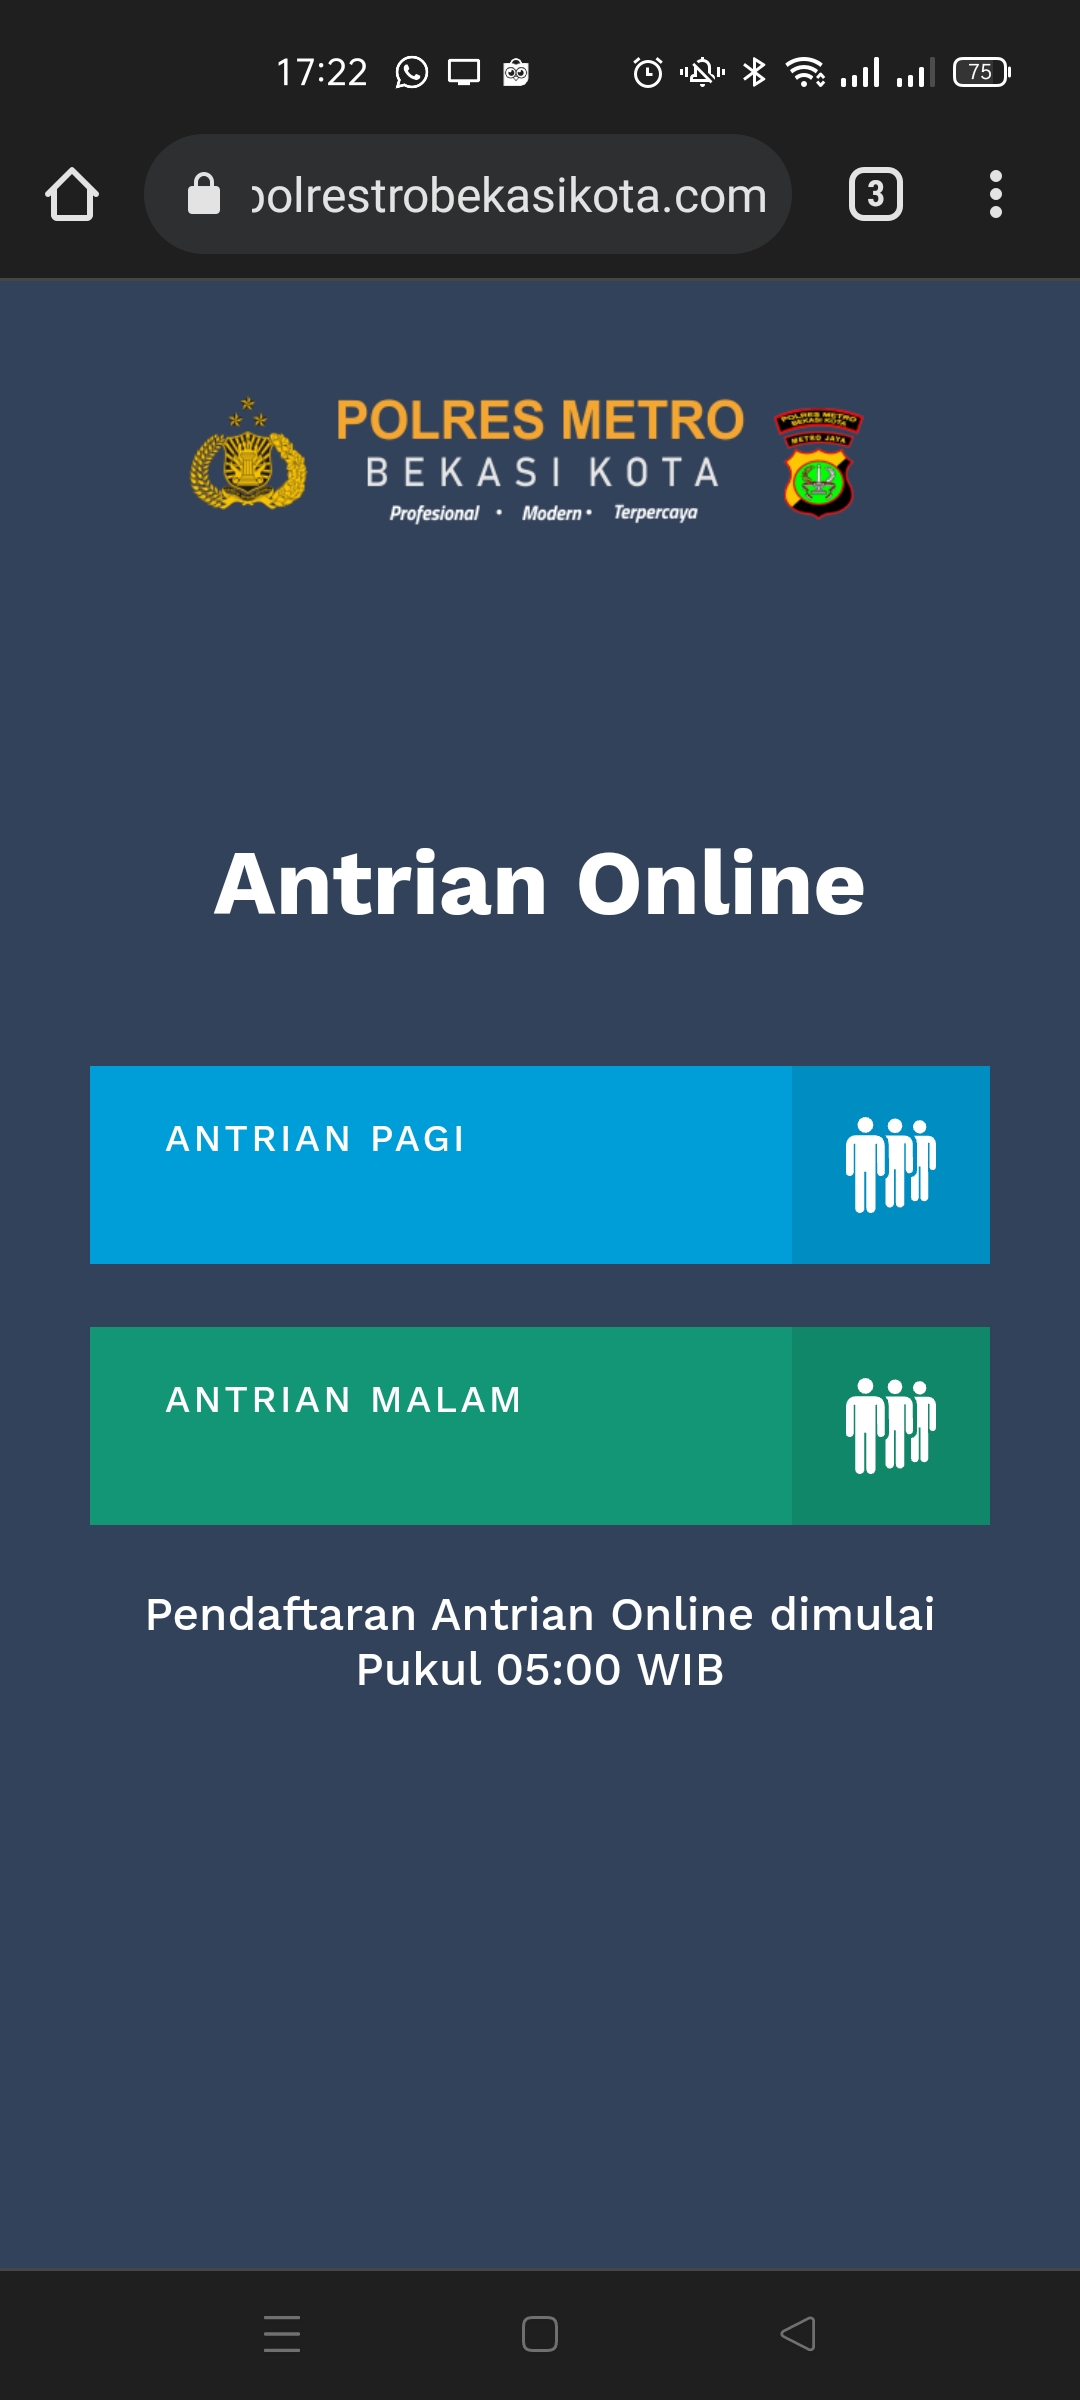 17:22
75
polrestrobekasikota.com
3
POLRES METRO
BEKASI KOTA
Profesional • Modern • Terpercaya
POLRES METRO
BEKASI KOTA
METRO JAYA
Antrian Online
ANTRIAN PAGI
ANTRIAN MALAM
Pendaftaran Antrian Online dimulai
Pukul 05:00 WIB